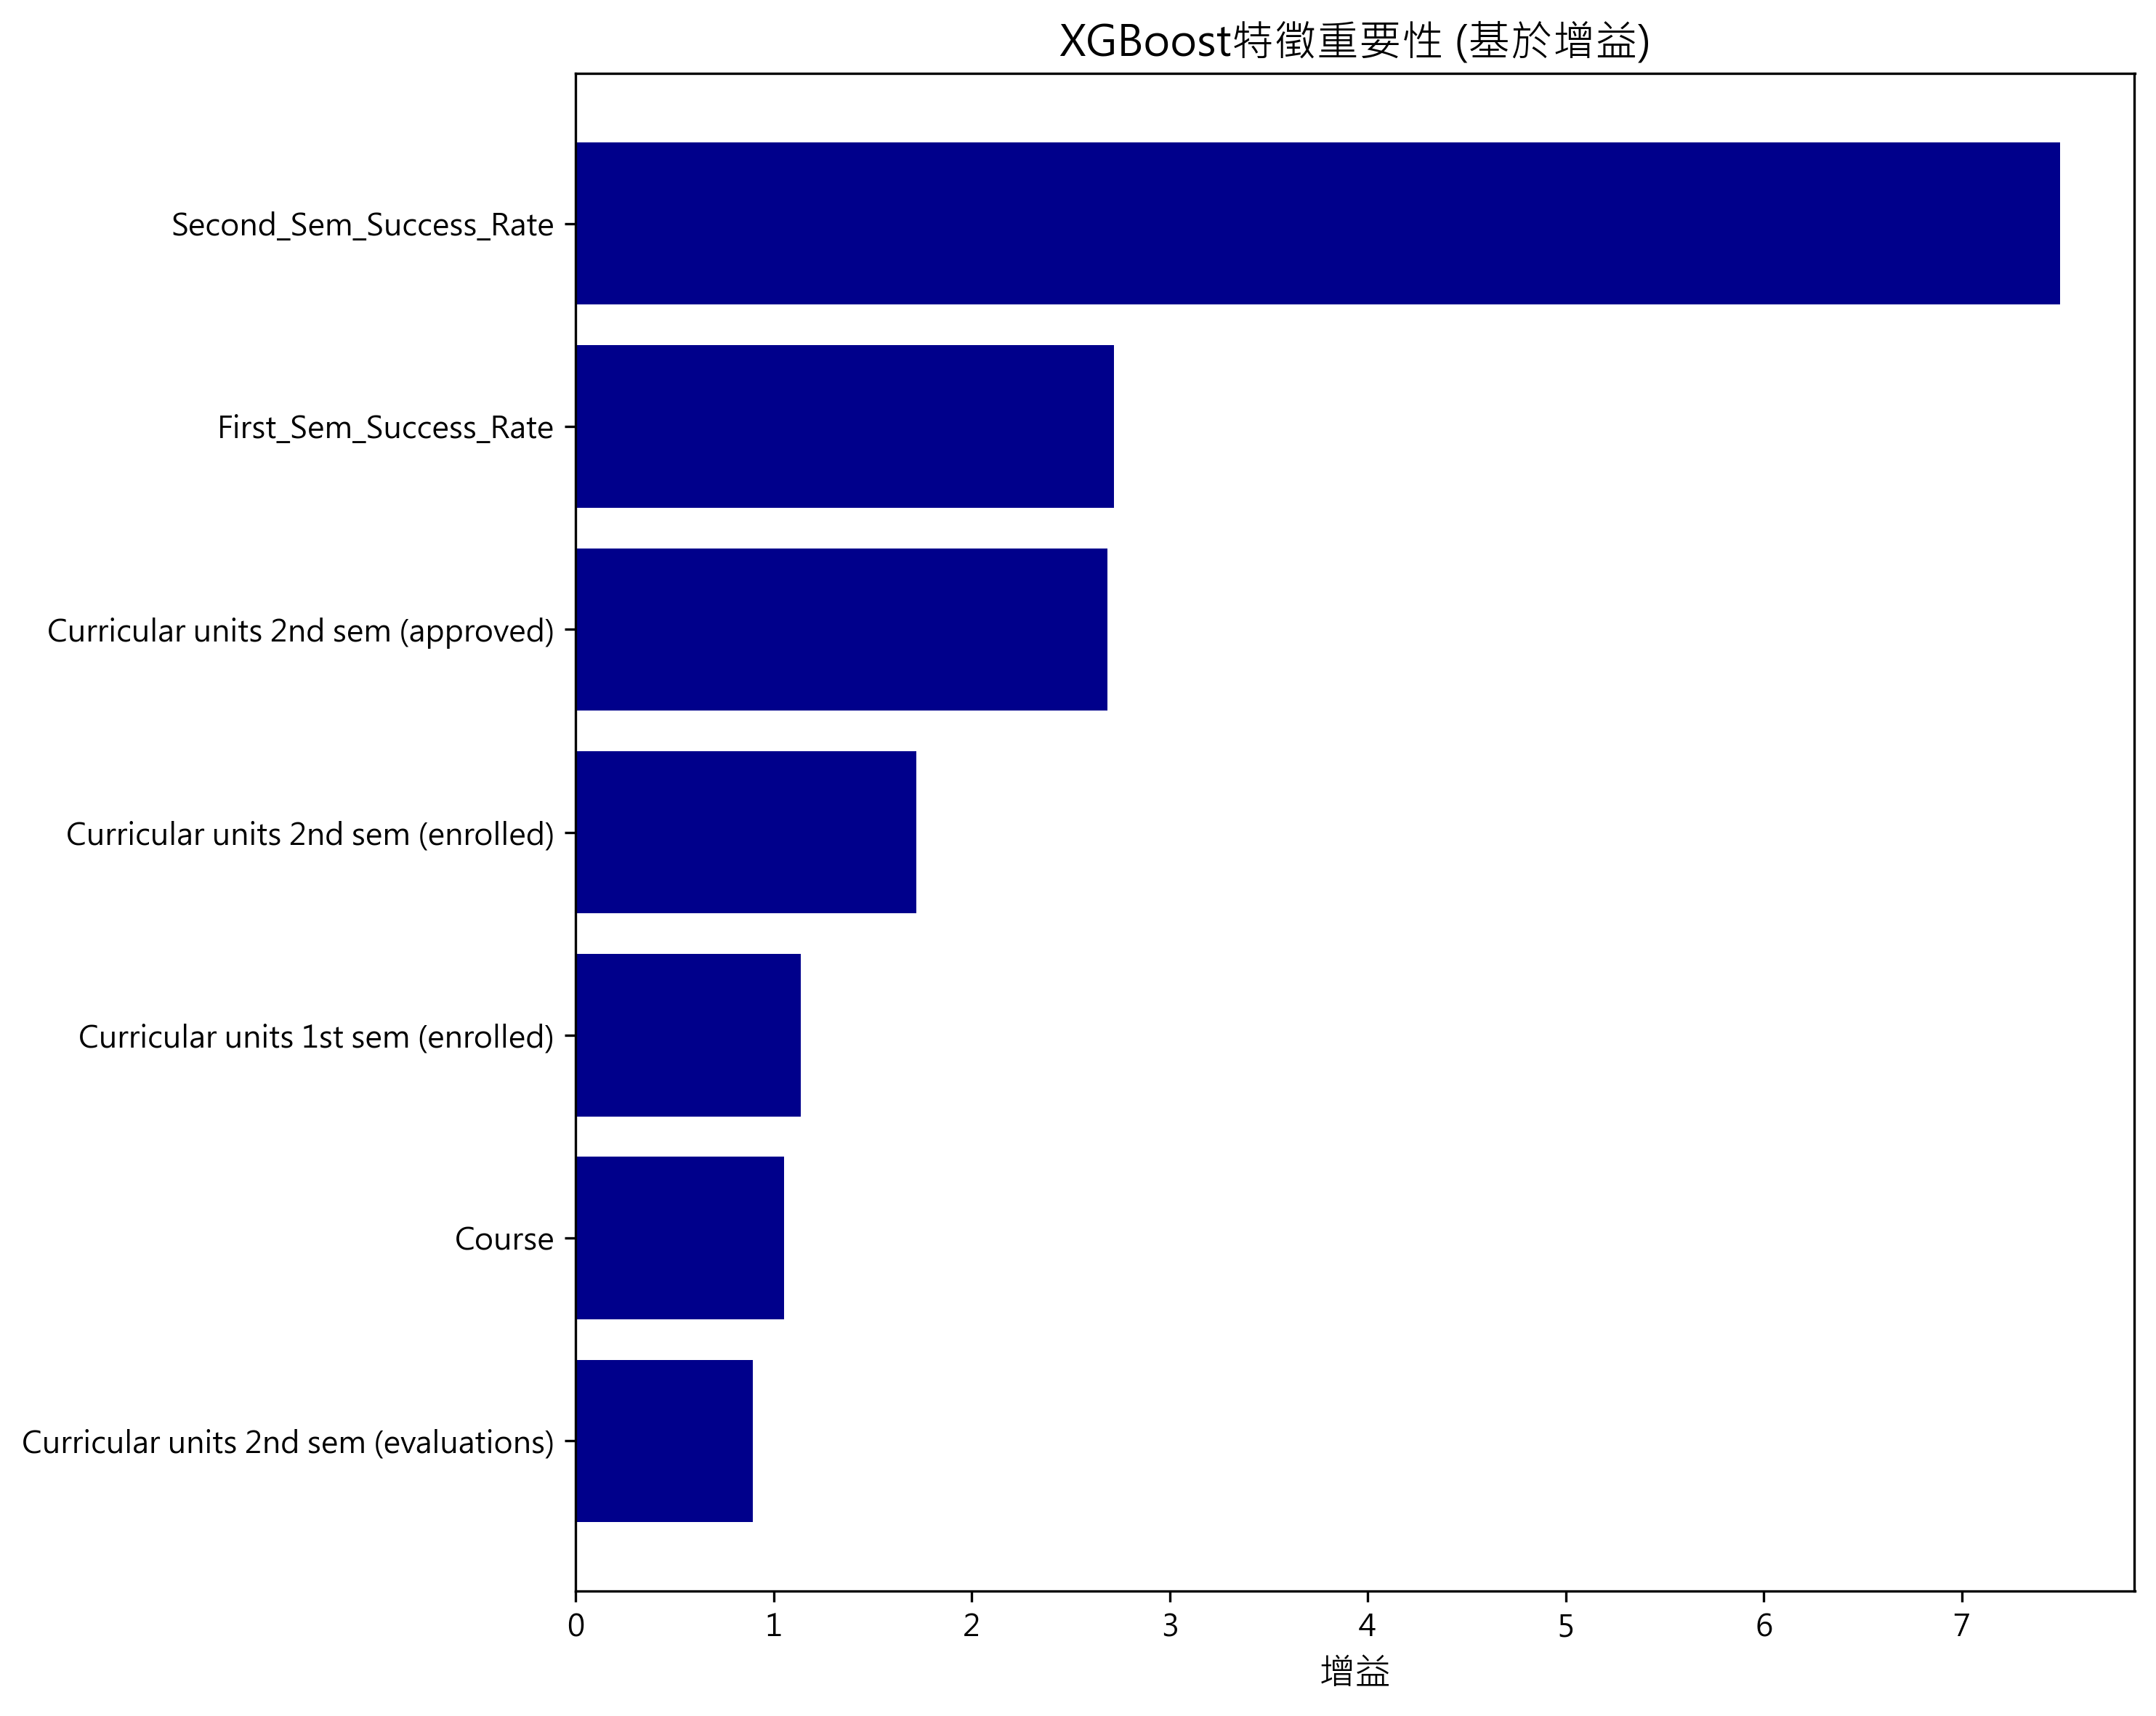 XGBoost特徵重要性 (基於增益)
Second_Sem_Success_Rate
First_Sem_Success_Rate
Curricular units 2nd sem (approved)
Curricular units 2nd sem (enrolled)
Curricular units 1st sem (enrolled)
Course
Curricular units 2nd sem (evaluations)
0 1 2 3 4 5 6 7
增益